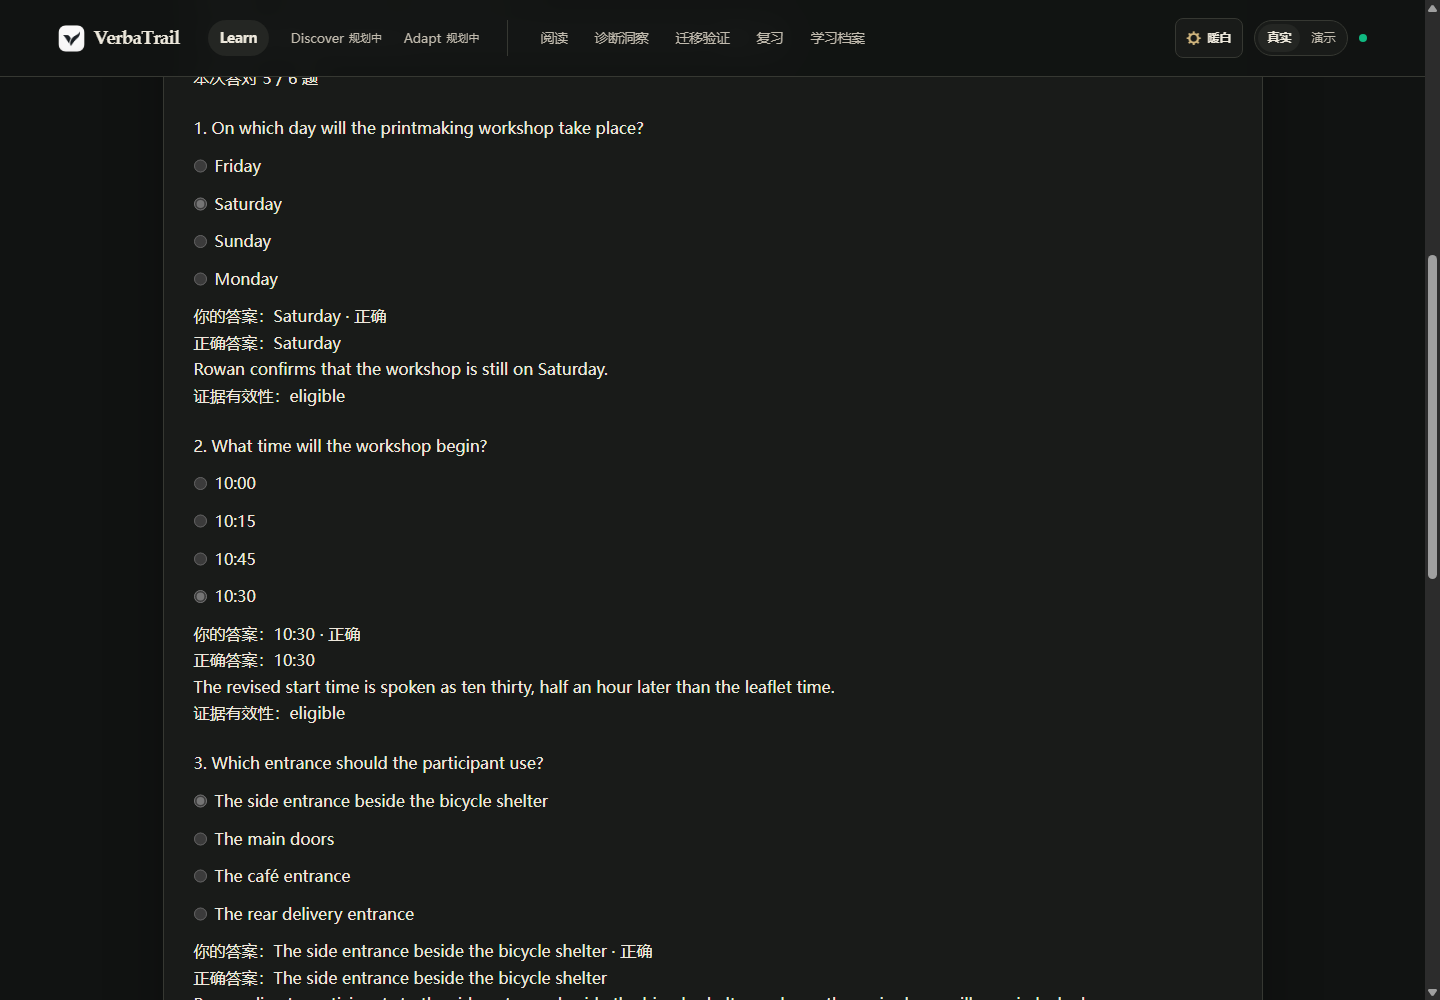 VerbaTrail Learn Discover 规划中 Adapt 规划中 阅读 诊断洞察 迁移验证 复习 学习档案 暖白 真实 演示
本次答对 5 / 6 题
1. On which day will the printmaking workshop take place?
Friday
Saturday
Sunday
Monday
你的答案：Saturday · 正确
正确答案：Saturday
Rowan confirms that the workshop is still on Saturday.
证据有效性：eligible
2. What time will the workshop begin?
10:00
10:15
10:45
10:30
你的答案：10:30 · 正确
正确答案：10:30
The revised start time is spoken as ten thirty, half an hour later than the leaflet time.
证据有效性：eligible
3. Which entrance should the participant use?
The side entrance beside the bicycle shelter
The main doors
The café entrance
The rear delivery entrance
你的答案：The side entrance beside the bicycle shelter · 正确
正确答案：The side entrance beside the bicycle shelter